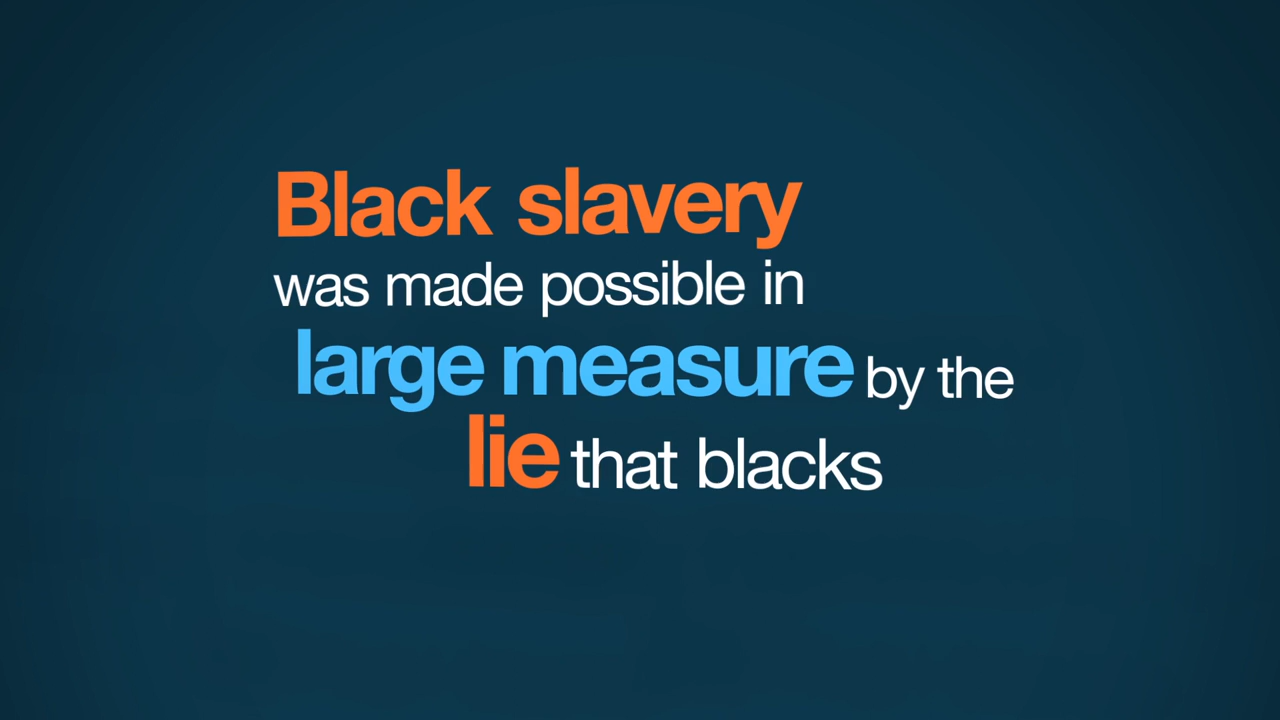 Black slavery
was made possible in
large measure by the
lie that blacks